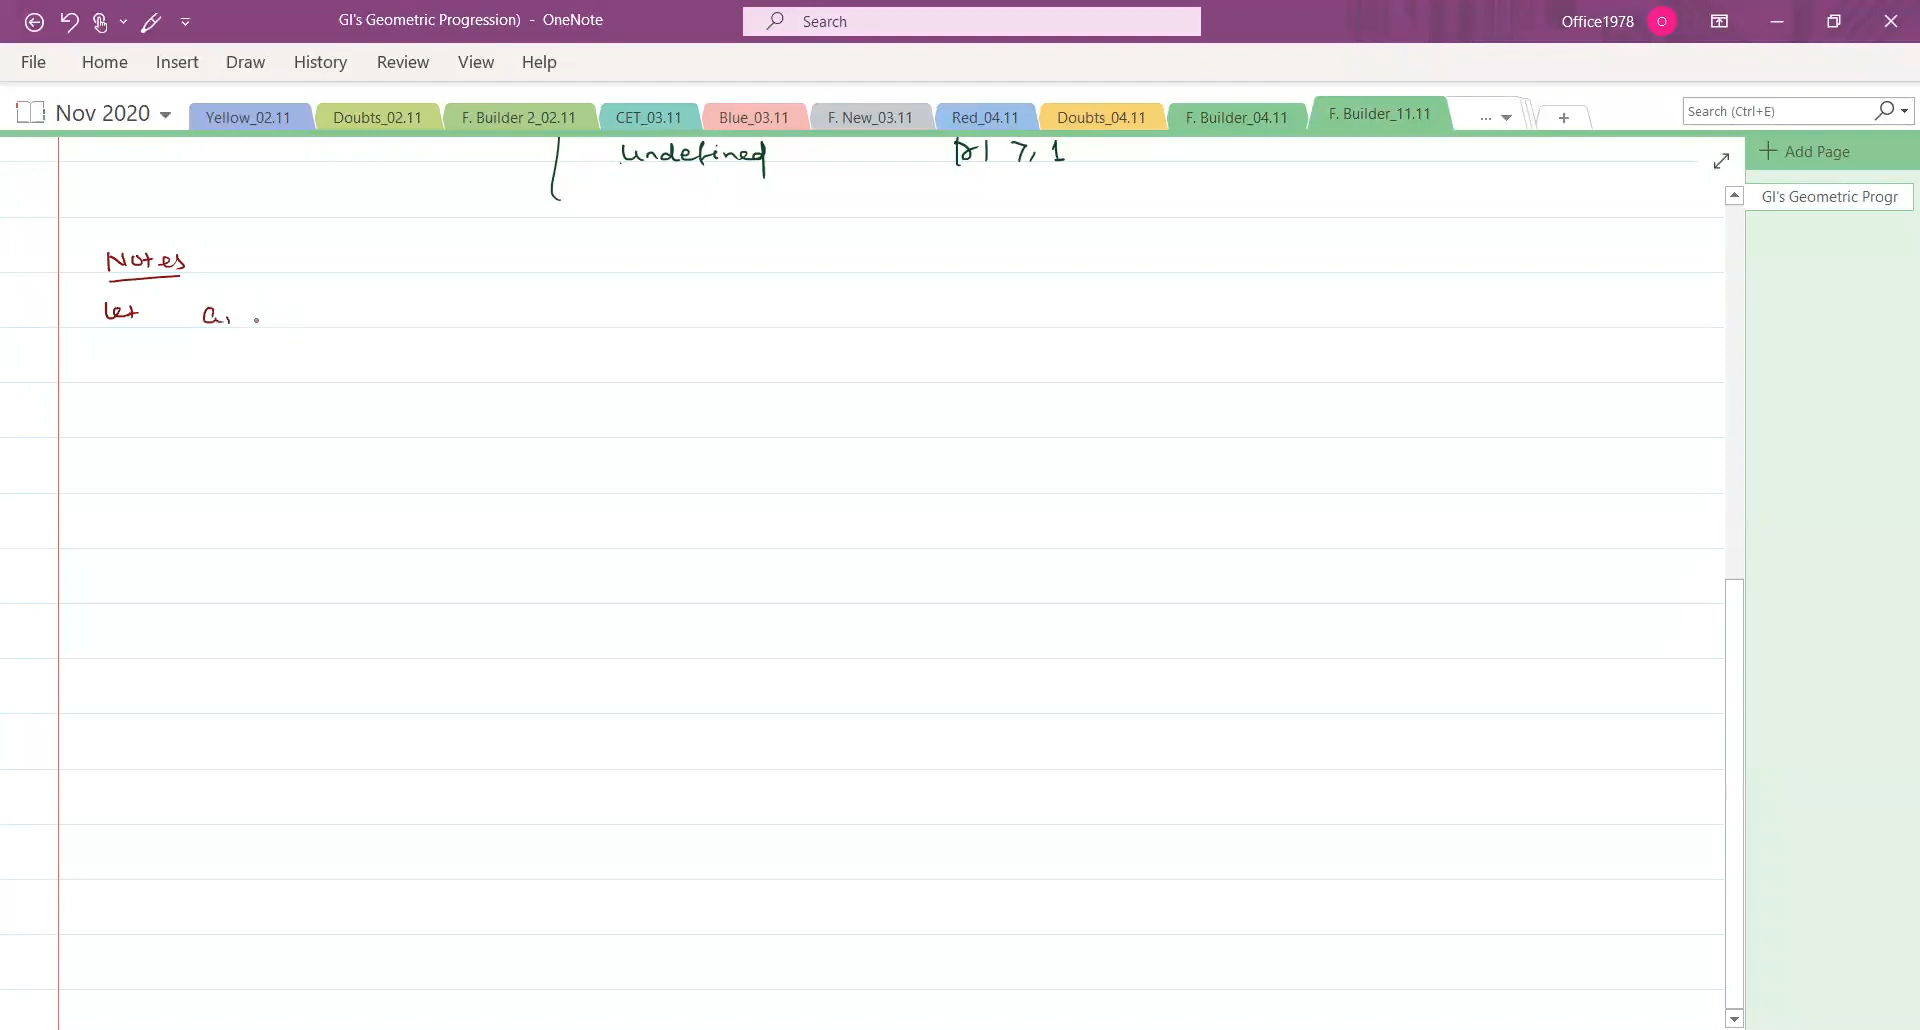 GI's Geometric Progression) - OneNote
Search
Office1978
O
File Home Insert Draw History Review View Help
Nov 2020
Yellow_02.11
Doubts_02.11
F. Builder 2_02.11
CET_03.11
Blue_03.11
F. New_03.11
Red_04.11
Doubts_04.11
F. Builder_04.11
F. Builder_11.11
...
Search (Ctrl+E)
Add Page
GI's Geometric Progr
undefined |r| ⩾ 1
Notes
let a,